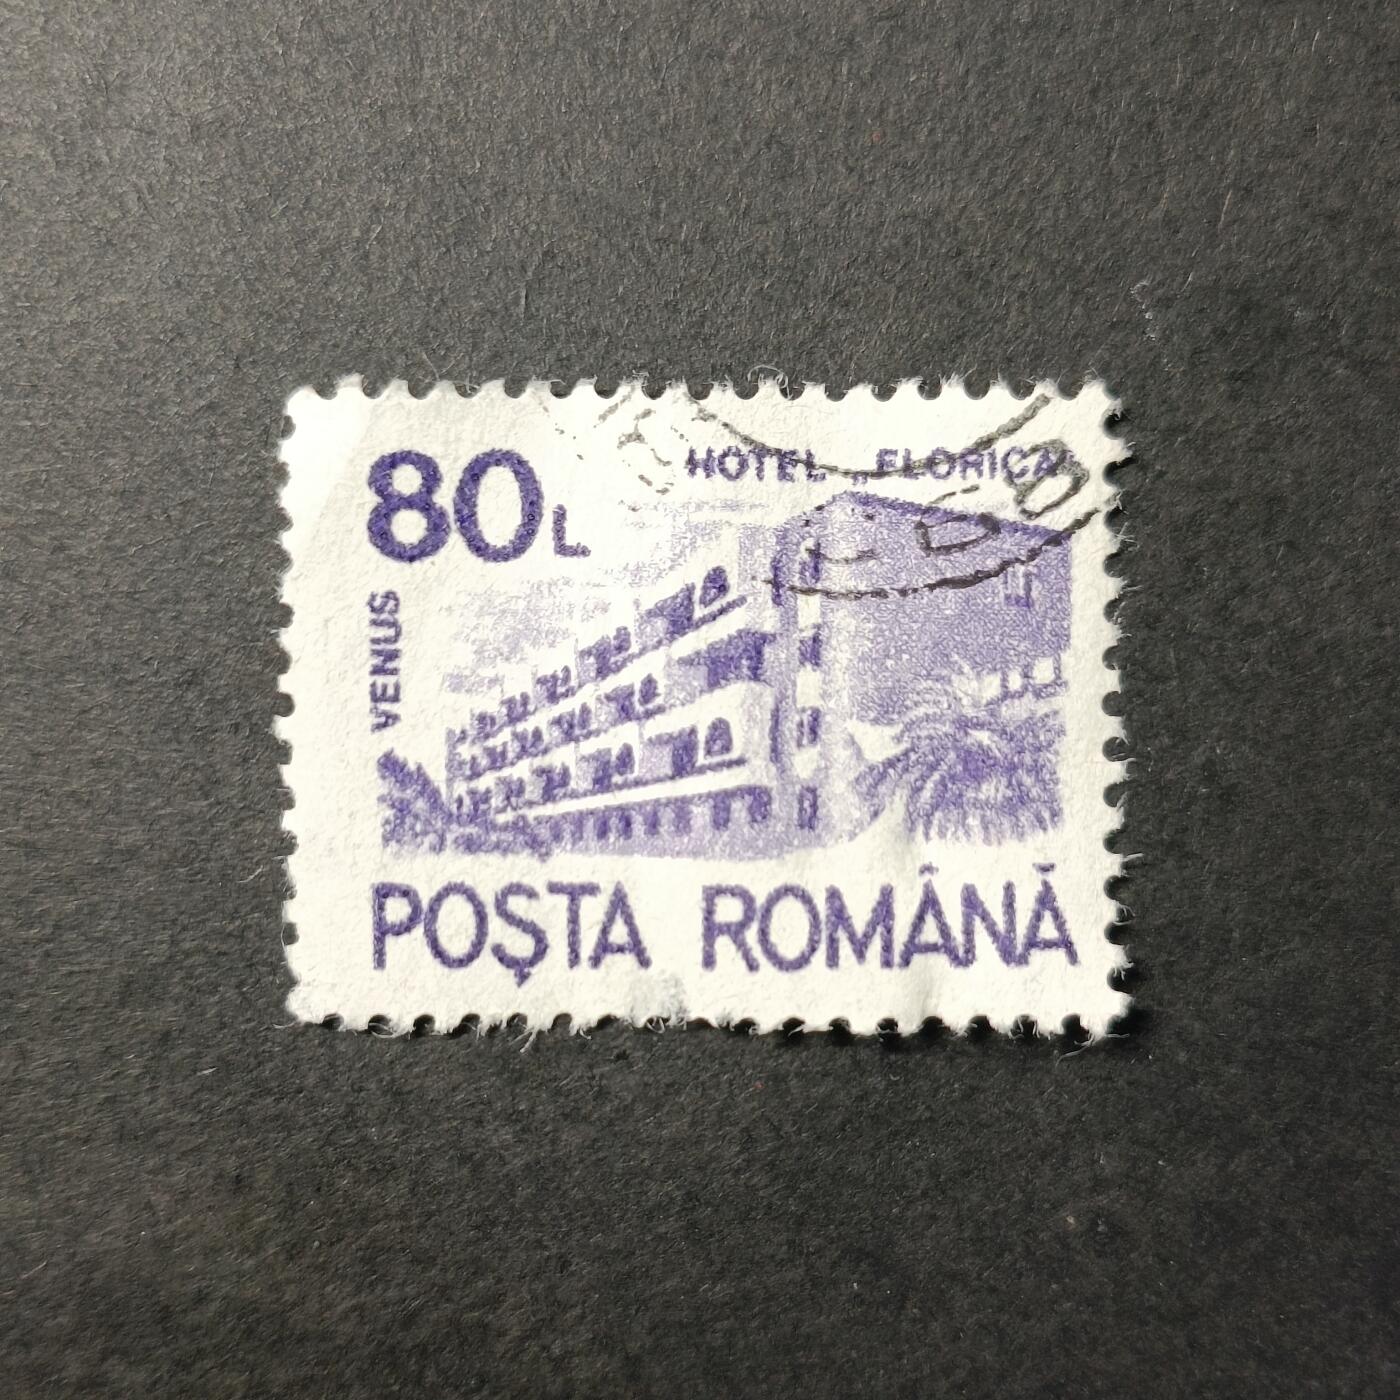 80L
HOTEL „FLORICA"
VENUS
POȘTA ROMÂNĂ